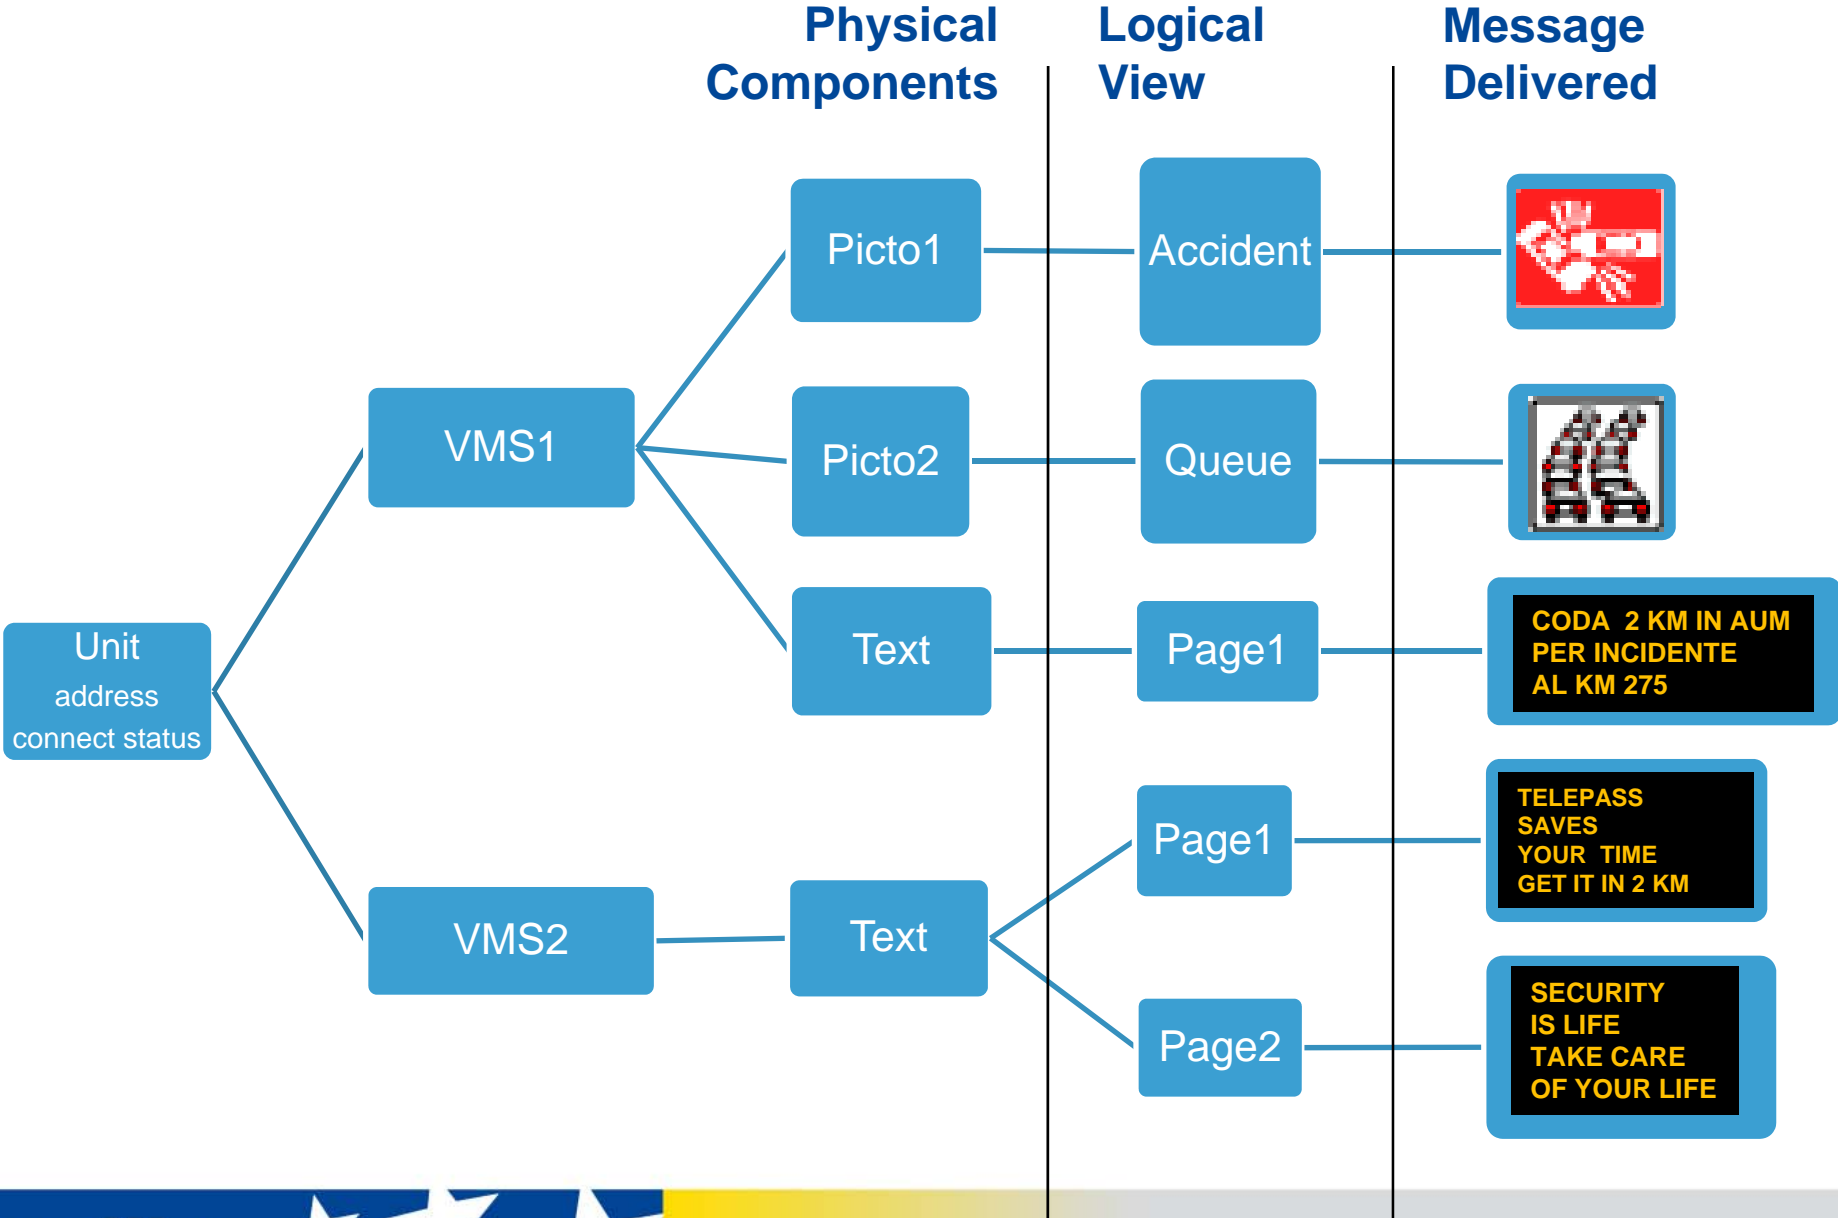 Physical
Components
Logical
View
Message
Delivered
Picto1
Accident
VMS1
Picto2
Queue
Unit
address
connect status
Text
Page1
CODA  2 KM IN AUM
PER INCIDENTE
AL KM 275
Page1
TELEPASS
SAVES
YOUR  TIME
GET IT IN 2 KM
VMS2
Text
Page2
SECURITY
IS LIFE
TAKE CARE
OF YOUR LIFE